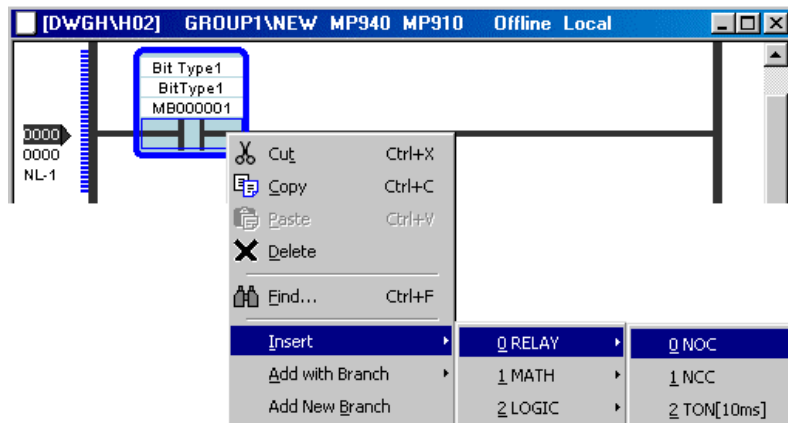 [DWGH\H02] GROUP1\NEW MP940 MP910 Offline Local
Bit Type1
BitType1
MB000001
0000
0000
NL-1
Cut Ctrl+X
Copy Ctrl+C
Paste Ctrl+V
Delete
Find... Ctrl+F
Insert 0 RELAY 0 NOC
Add with Branch 1 MATH 1 NCC
Add New Branch 2 LOGIC 2 TON[10ms]